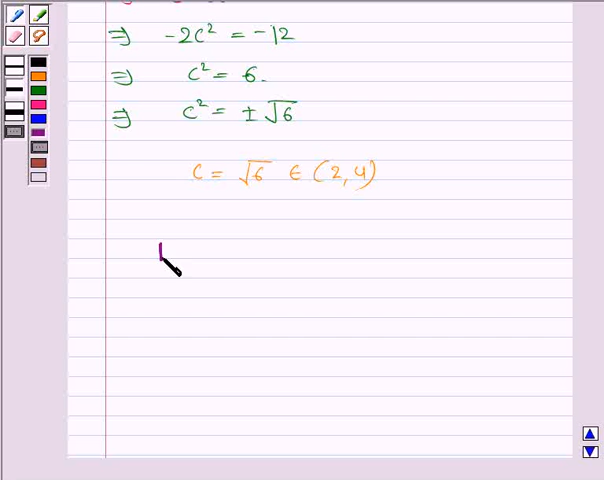 ⇒ -2c² = -12
⇒ c² = 6.
⇒ c² = ± √6
c = √6 ∈ (2, 4)